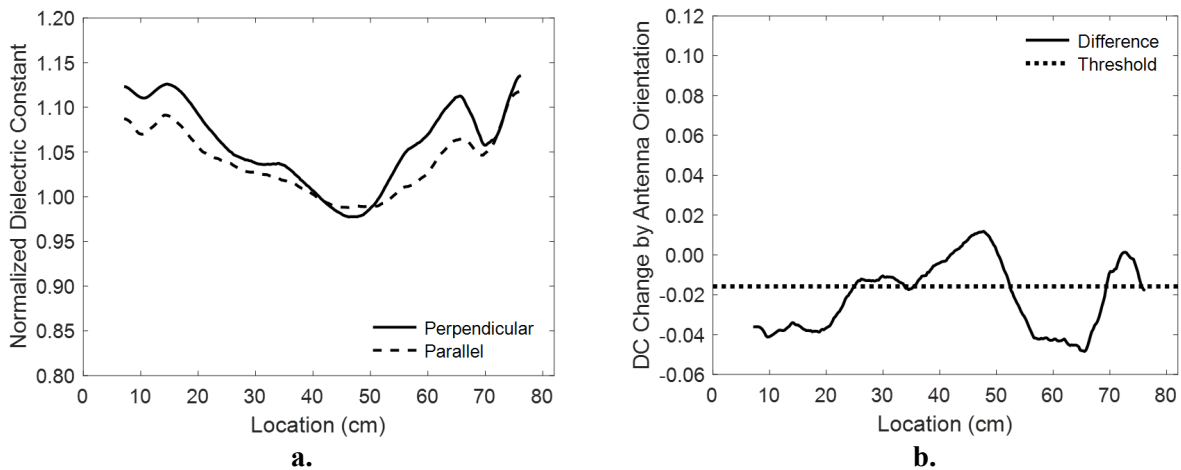 1.20
1.15
1.10
1.05
1.00
0.95
0.90
0.85
0.80
Normalized Dielectric Constant
Perpendicular
Parallel
0 10 20 30 40 50 60 70 80
Location (cm)
a.
0.12
0.10
0.08
0.06
0.04
0.02
0.00
-0.02
-0.04
-0.06
DC Change by Antenna Orientation
Difference
Threshold
0 10 20 30 40 50 60 70 80
Location (cm)
b.